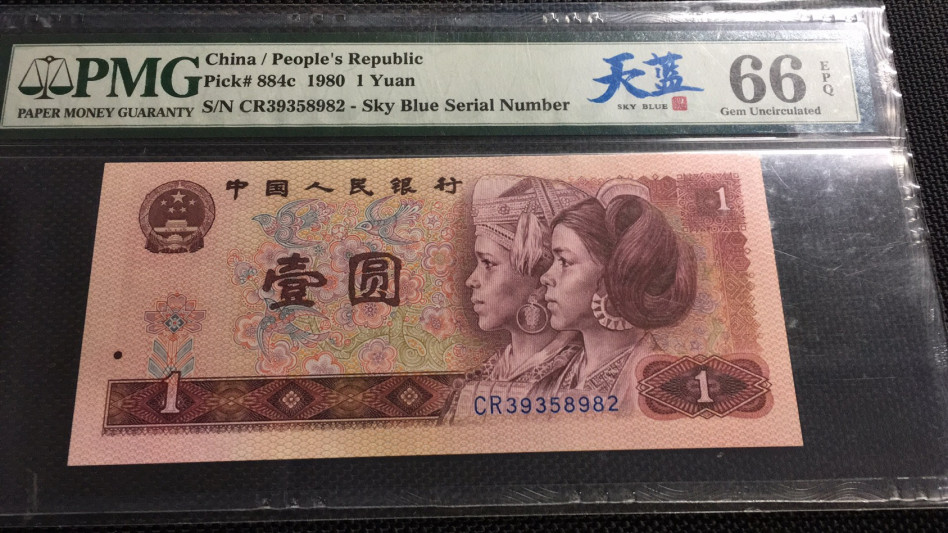 PMG
PAPER MONEY GUARANTY
China / People's Republic
Pick# 884c 1980 1 Yuan
S/N CR39358982 - Sky Blue Serial Number
天蓝
SKY BLUE
66 EPQ
Gem Uncirculated
中国人民银行
1
壹圆
1
CR39358982
1